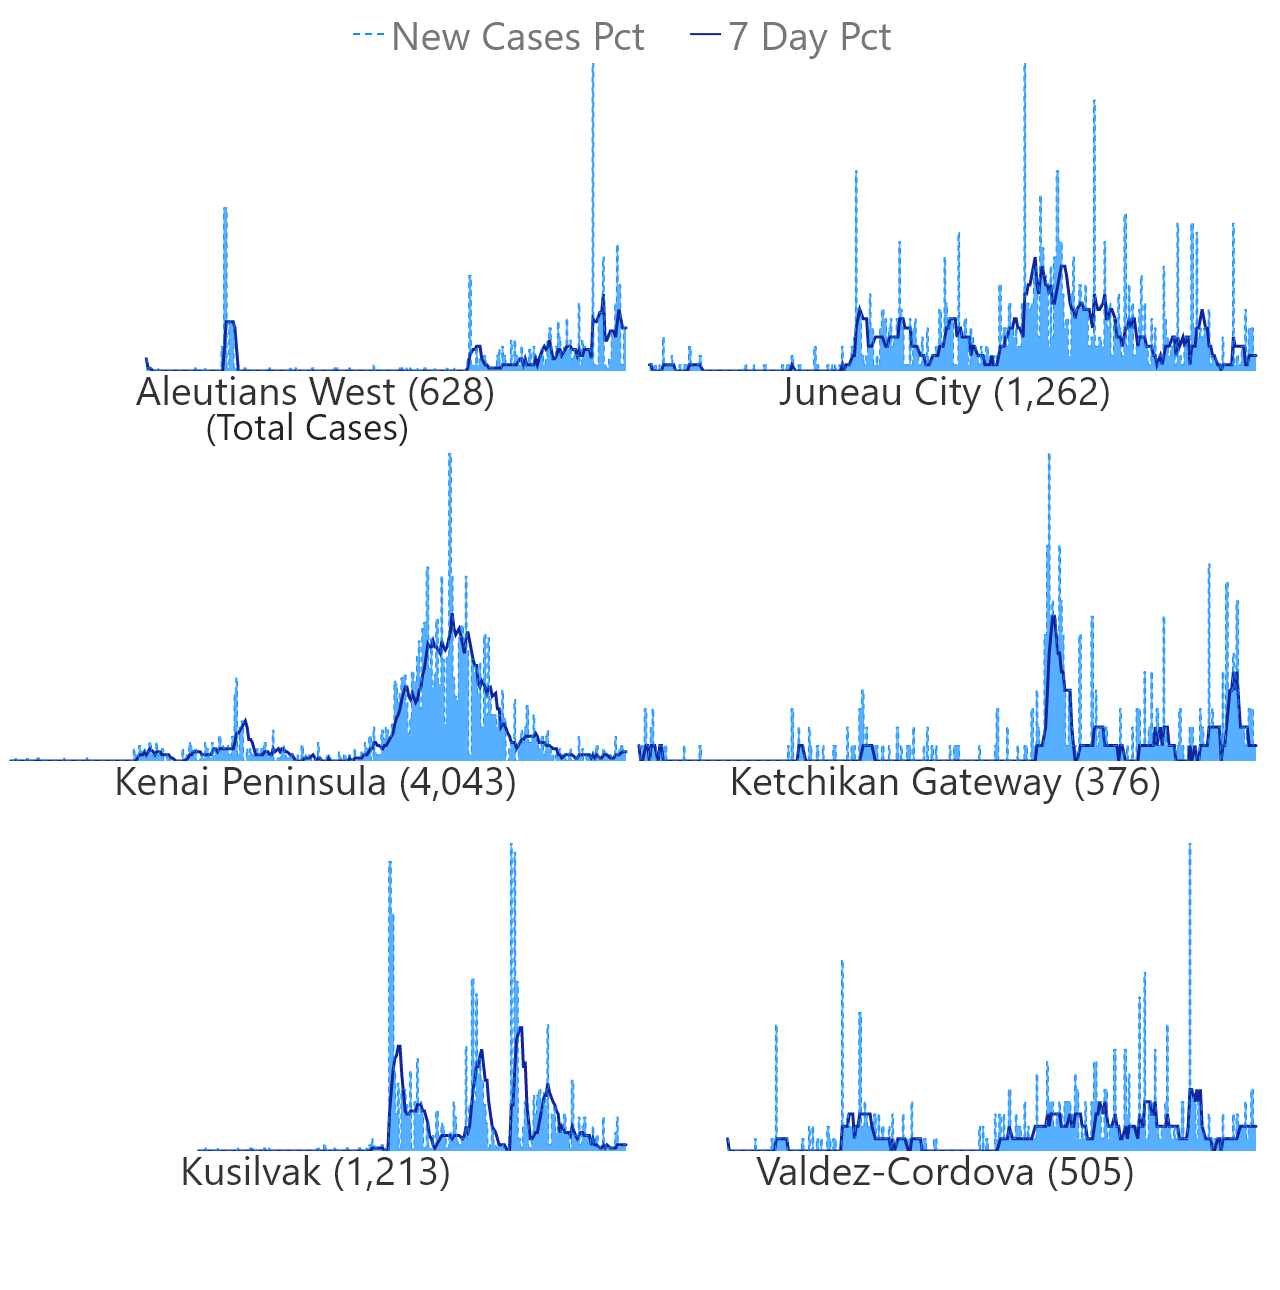 New Cases Pct 7 Day Pct
Aleutians West (628)
(Total Cases)
Juneau City (1,262)
Kenai Peninsula (4,043)
Ketchikan Gateway (376)
Kusilvak (1,213)
Valdez-Cordova (505)